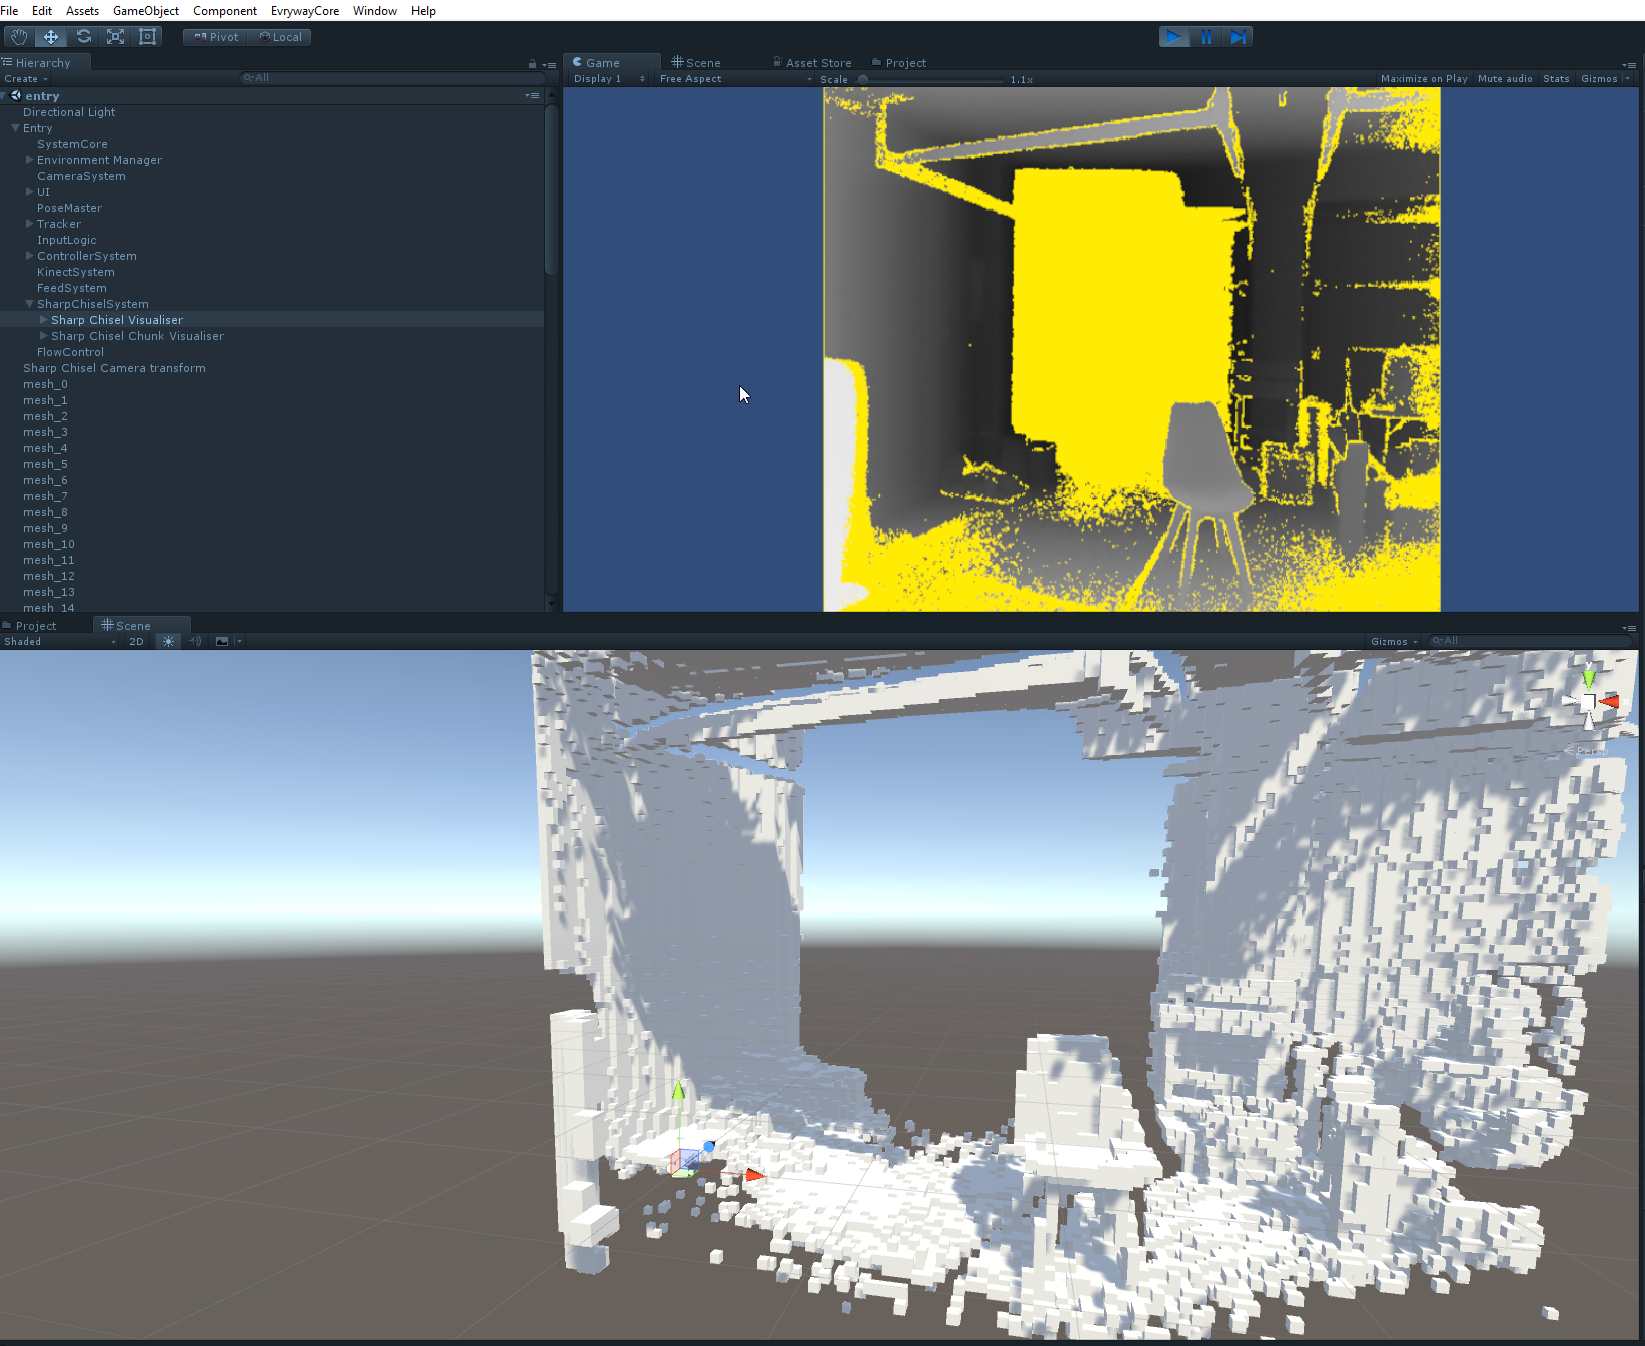 File Edit Assets GameObject Component EvrywayCore Window Help
Pivot Local
Hierarchy
Create All
entry
Directional Light
Entry
SystemCore
Environment Manager
CameraSystem
UI
PoseMaster
Tracker
InputLogic
ControllerSystem
KinectSystem
FeedSystem
SharpChiselSystem
Sharp Chisel Visualiser
Sharp Chisel Chunk Visualiser
FlowControl
Sharp Chisel Camera transform
mesh_0
mesh_1
mesh_2
mesh_3
mesh_4
mesh_5
mesh_6
mesh_7
mesh_8
mesh_9
mesh_10
mesh_11
mesh_12
mesh_13
mesh_14
Game Scene Asset Store Project
Display 1 Free Aspect Scale 1.1x Maximize on Play Mute audio Stats Gizmos
Project Scene
Shaded 2D Gizmos All
y
Persp